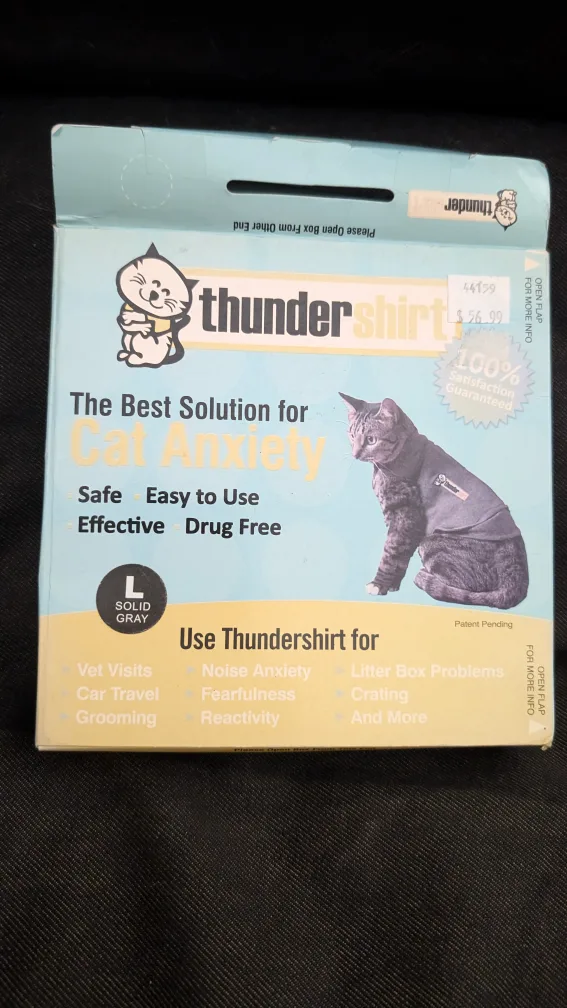 thunder
Please Open Box From Other End
OPEN FLAP
FOR MORE INFO
thundershirt
$ 56.99
100%
Satisfaction
Guaranteed
The Best Solution for
Cat Anxiety
Safe Easy to Use
Effective Drug Free
L
SOLID
GRAY
Patent Pending
Use Thundershirt for
Vet Visits Noise Anxiety Litter Box Problems
Car Travel Fearfulness Crating
Grooming Reactivity And More
OPEN FLAP
FOR MORE INFO